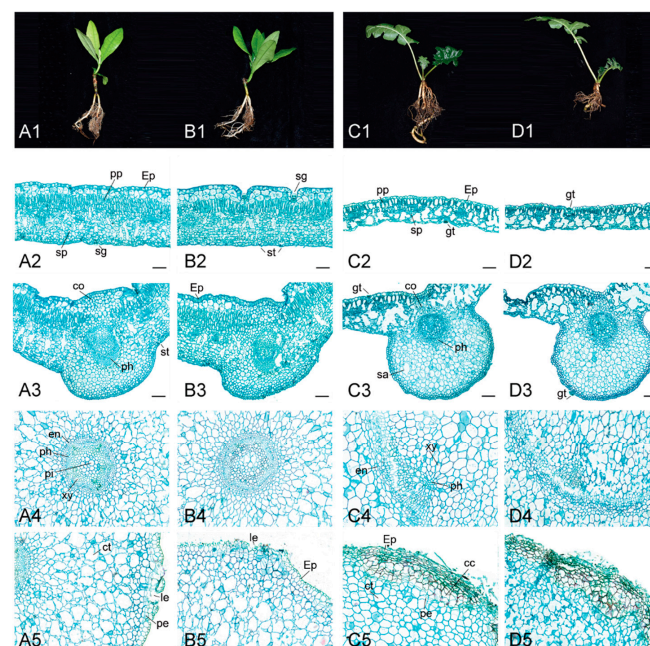 A1 B1 C1 D1
pp Ep sg pp Ep gt
sp sg st sp gt
A2 B2 C2 D2
co Ep gt co
ph st sa ph gt
A3 B3 C3 D3
en ph pi xy xy en ph
A4 B4 C4 D4
ct le pe le Ep Ep cc ct pe
A5 B5 C5 D5